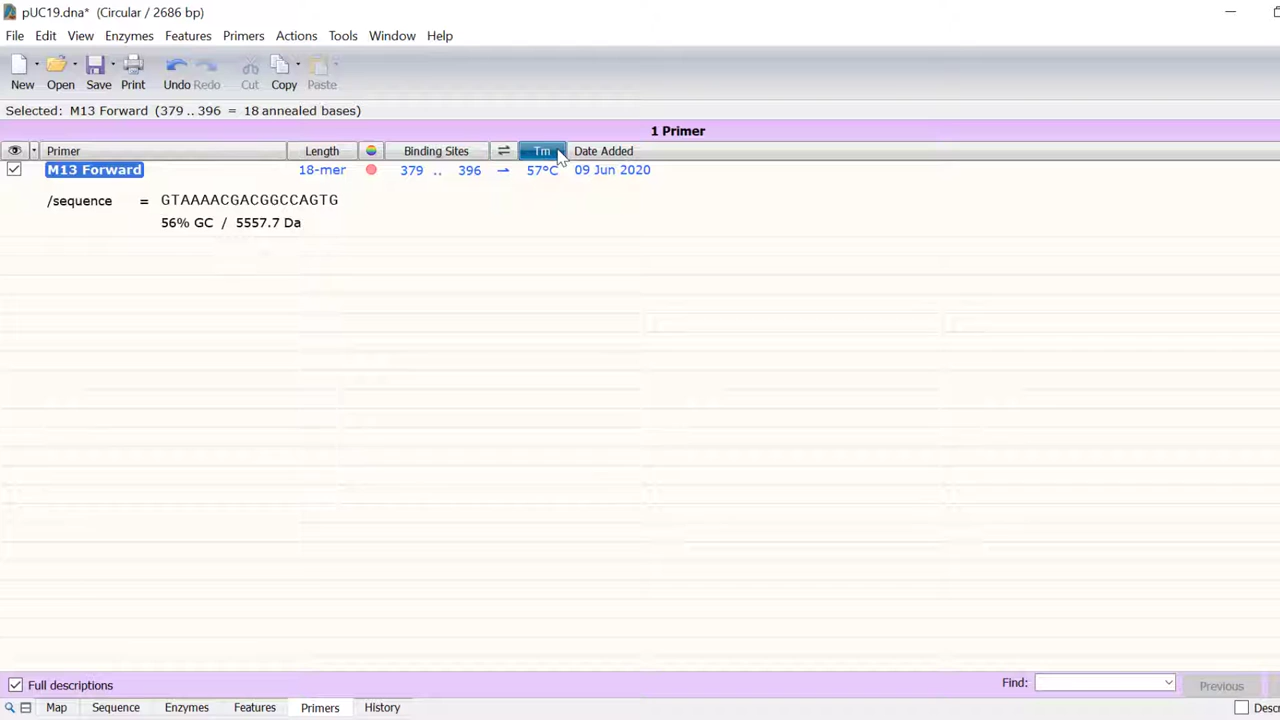 pUC19.dna* (Circular / 2686 bp)
File Edit View Enzymes Features Primers Actions Tools Window Help
New Open Save Print Undo Redo Cut Copy Paste
Selected: M13 Forward (379 .. 396 = 18 annealed bases)
1 Primer
Primer Length Binding Sites ⇌ Tm Date Added
M13 Forward 18-mer 379 .. 396 57°C 09 Jun 2020
/sequence = GTAAAACGACGGCCAGTG
56% GC / 5557.7 Da
Full descriptions Find: Previous
Map Sequence Enzymes Features Primers History Descr